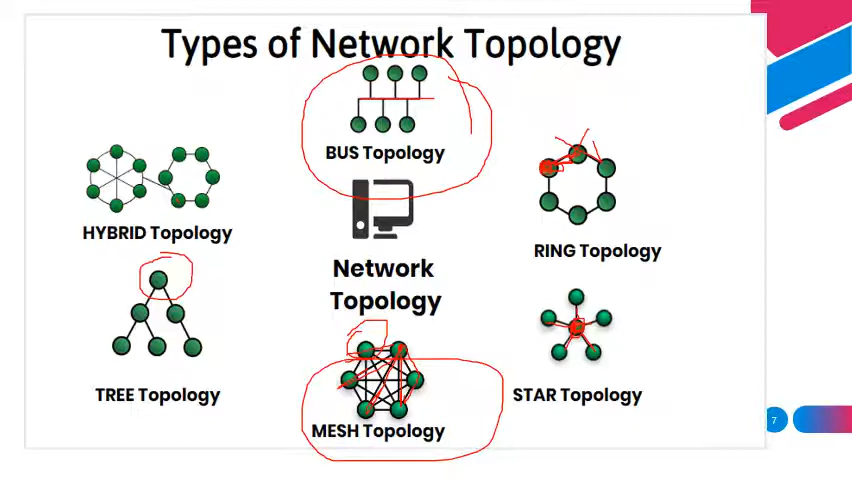 Types of Network Topology
BUS Topology
HYBRID Topology
RING Topology
Network
Topology
TREE Topology
STAR Topology
MESH Topology
7